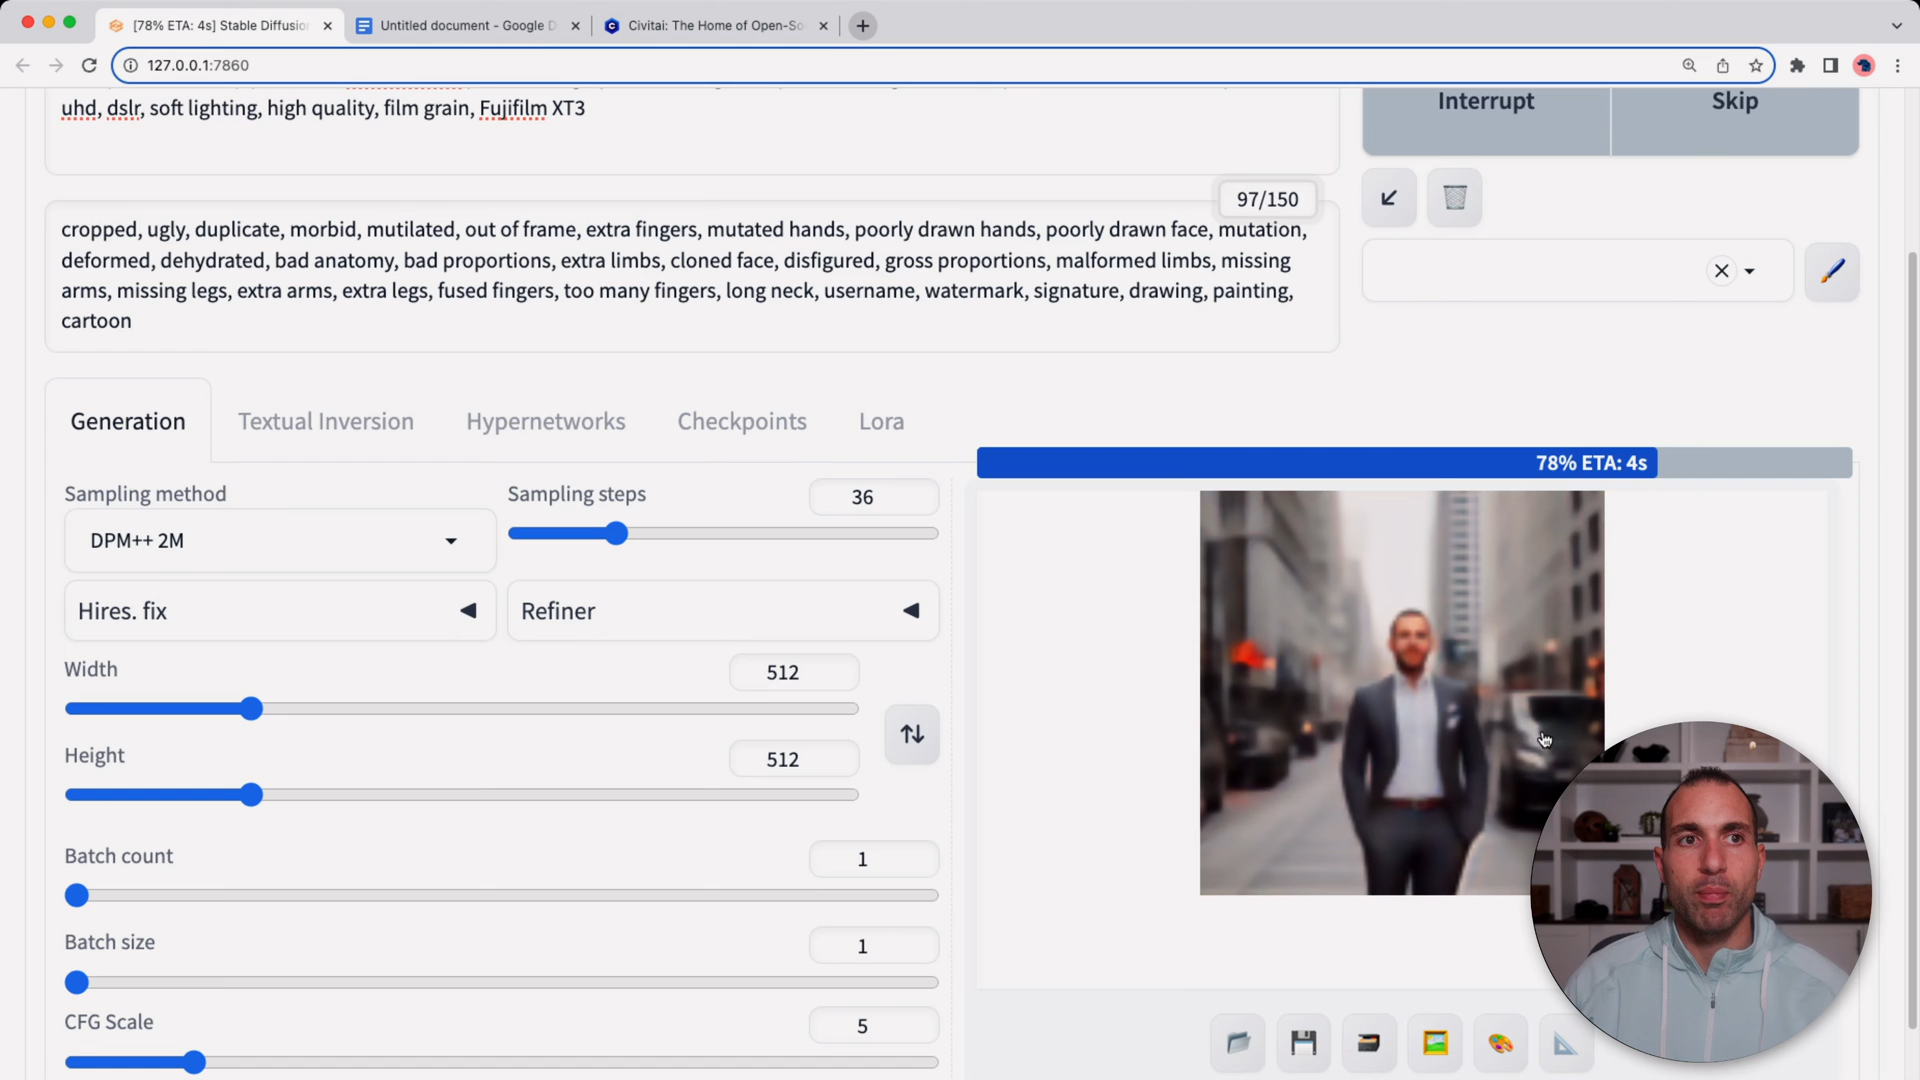 [78% ETA: 4s] Stable Diffusion
Untitled document - Google D
Civitai: The Home of Open-So
127.0.0.1:7860
uhd, dslr, soft lighting, high quality, film grain, Fujifilm XT3
Interrupt
Skip
97/150
cropped, ugly, duplicate, morbid, mutilated, out of frame, extra fingers, mutated hands, poorly drawn hands, poorly drawn face, mutation,
deformed, dehydrated, bad anatomy, bad proportions, extra limbs, cloned face, disfigured, gross proportions, malformed limbs, missing
arms, missing legs, extra arms, extra legs, fused fingers, too many fingers, long neck, username, watermark, signature, drawing, painting,
cartoon
Generation
Textual Inversion
Hypernetworks
Checkpoints
Lora
78% ETA: 4s
Sampling method
Sampling steps
36
DPM++ 2M
Hires. fix
Refiner
Width
512
Height
512
Batch count
1
Batch size
1
CFG Scale
5